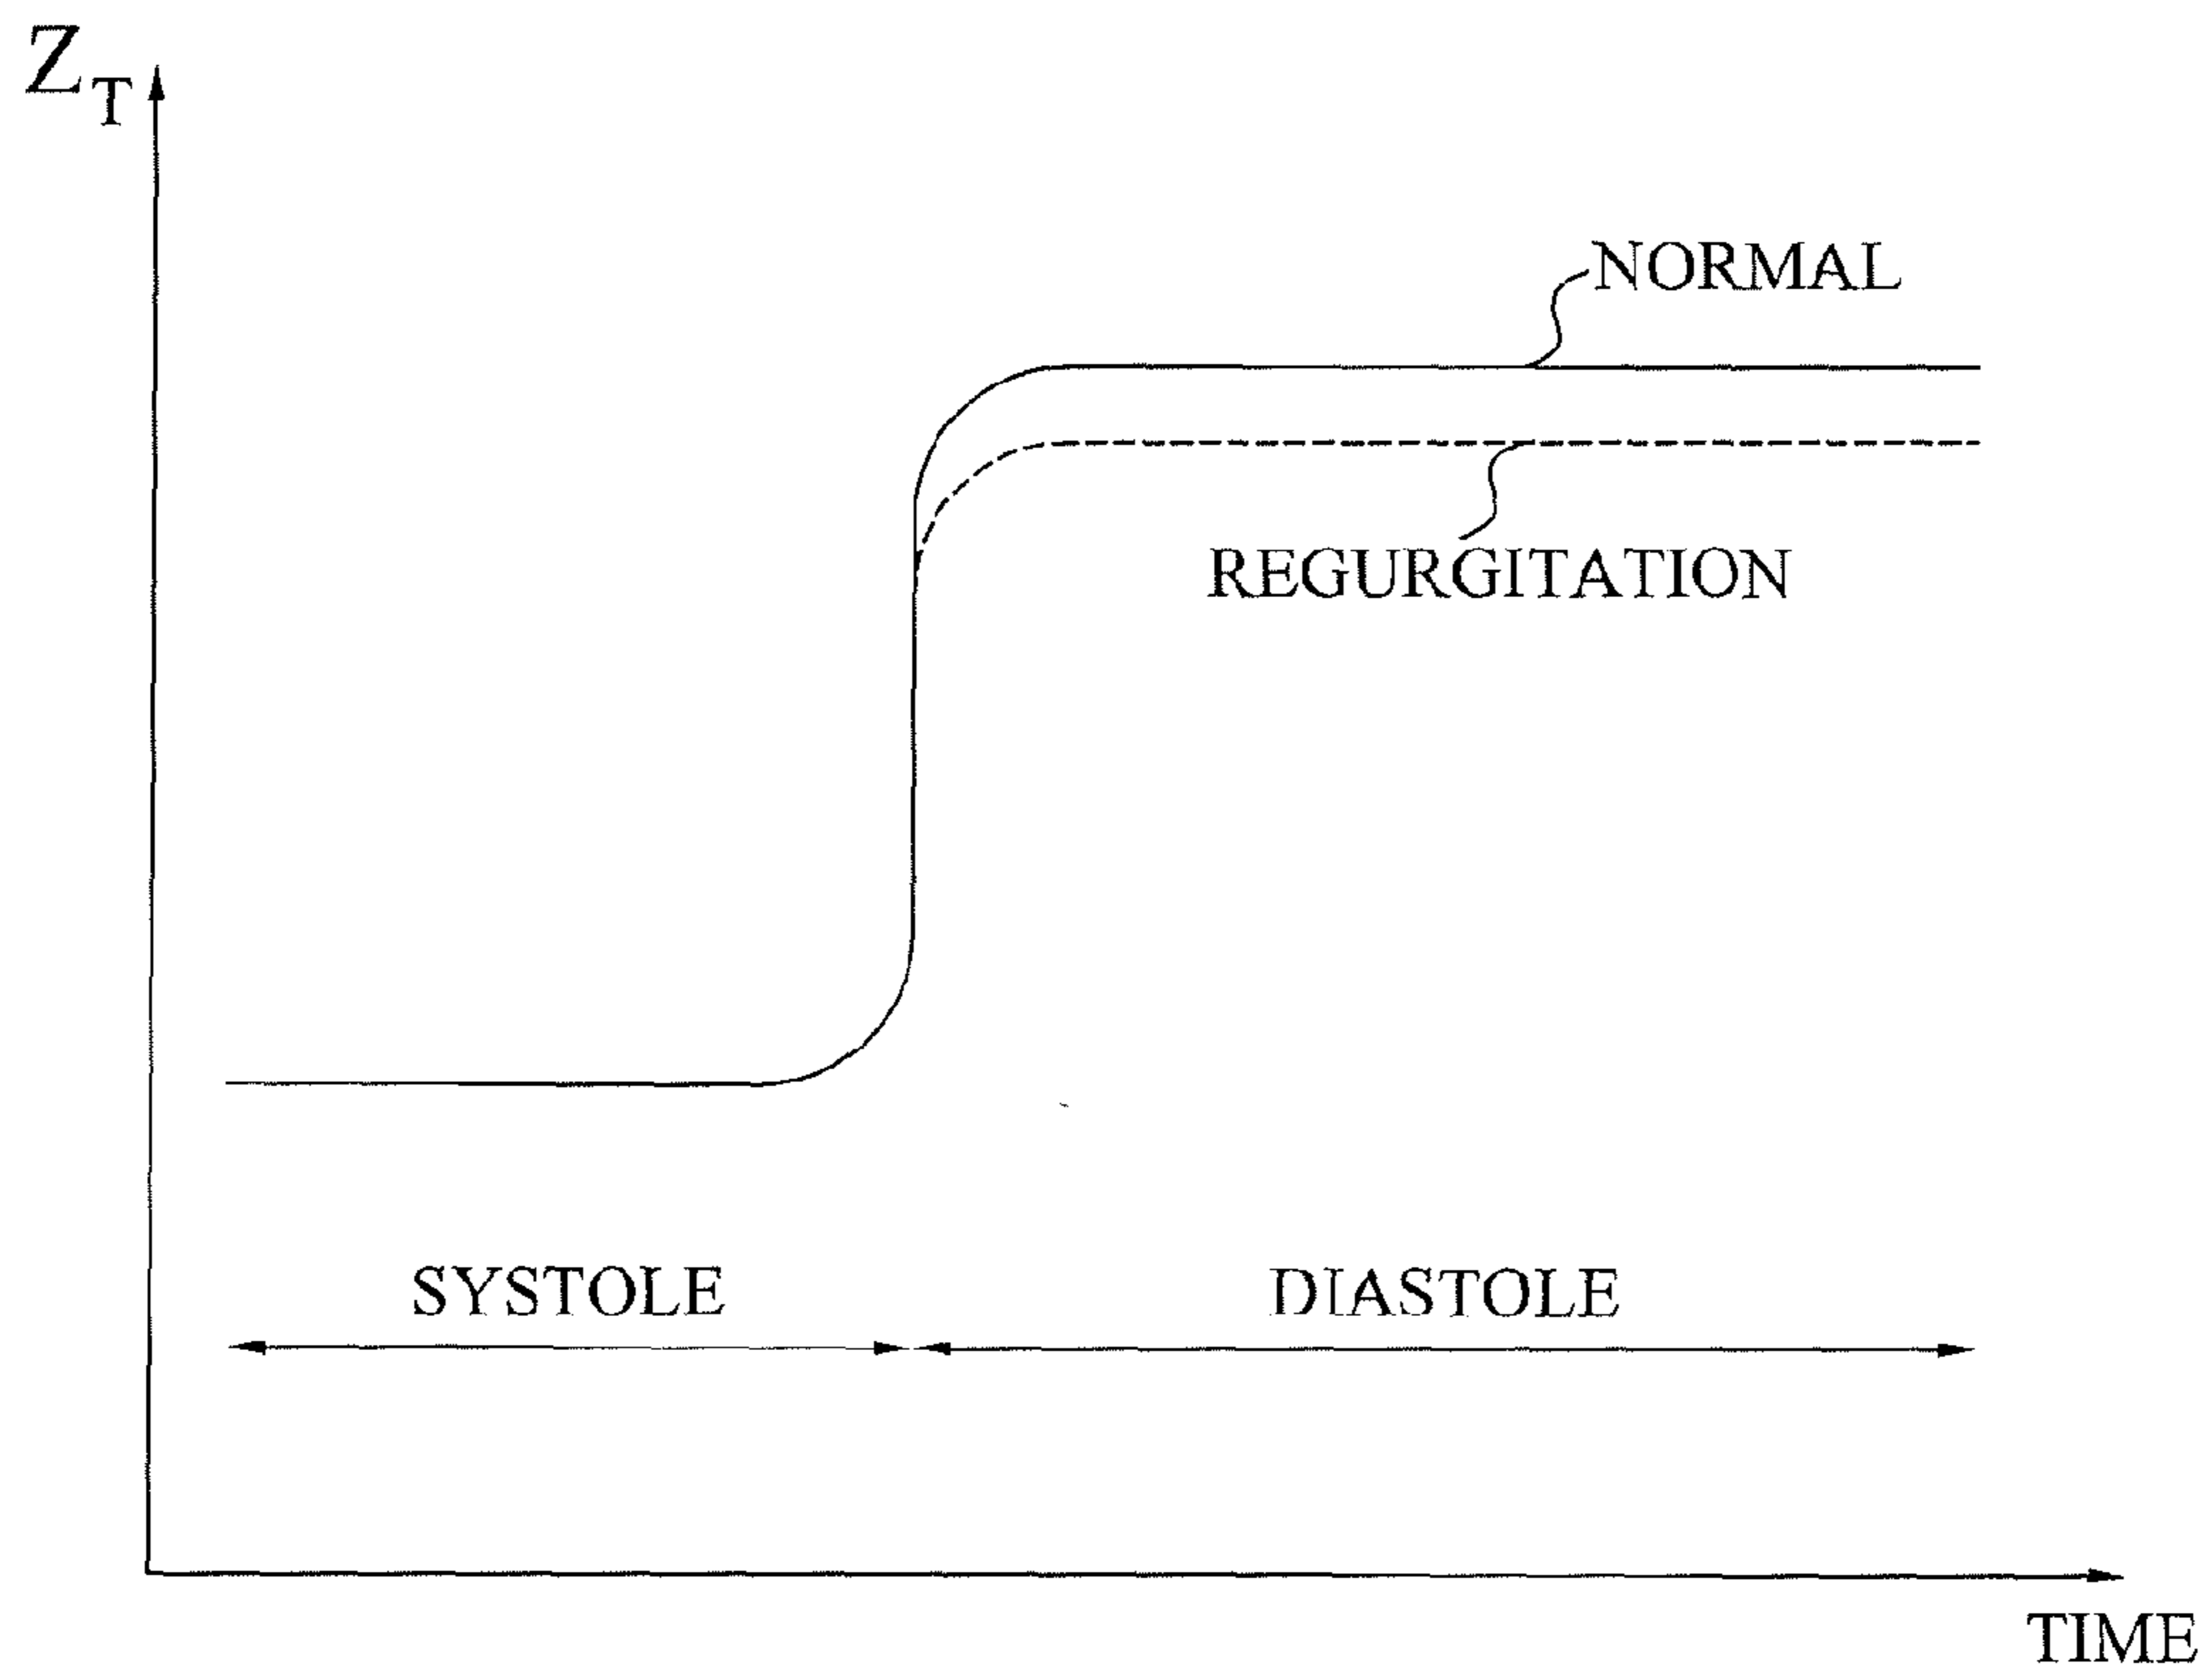 Z_T
NORMAL
REGURGITATION
SYSTOLE
DIASTOLE
TIME